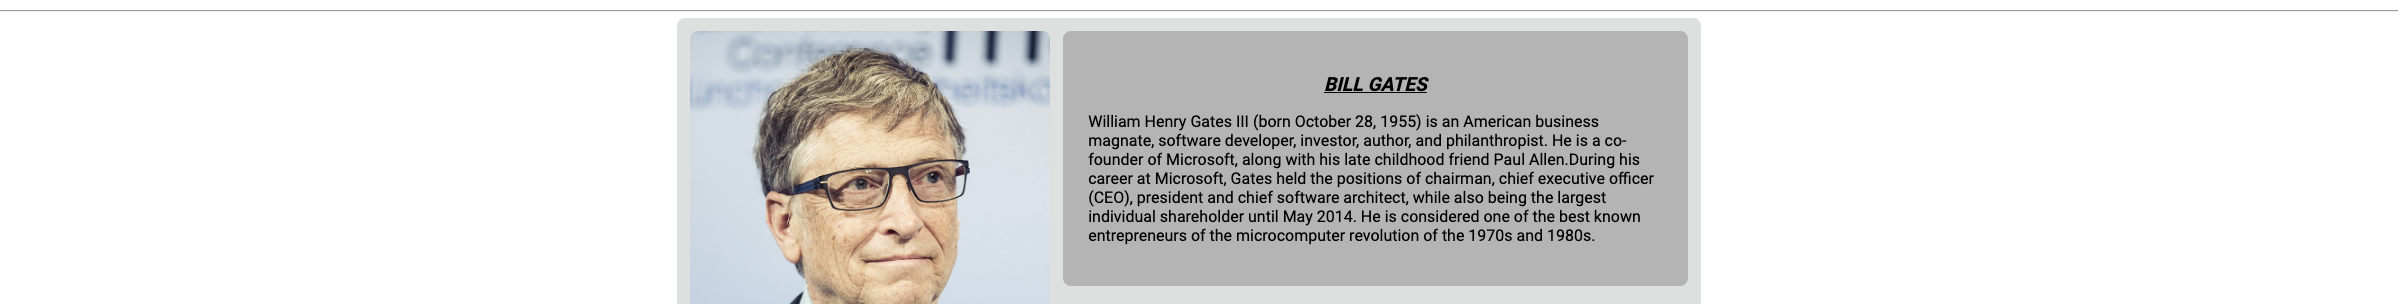 Conference
BILL GATES
William Henry Gates III (born October 28, 1955) is an American business
magnate, software developer, investor, author, and philanthropist. He is a co-
founder of Microsoft, along with his late childhood friend Paul Allen.During his
career at Microsoft, Gates held the positions of chairman, chief executive officer
(CEO), president and chief software architect, while also being the largest
individual shareholder until May 2014. He is considered one of the best known
entrepreneurs of the microcomputer revolution of the 1970s and 1980s.